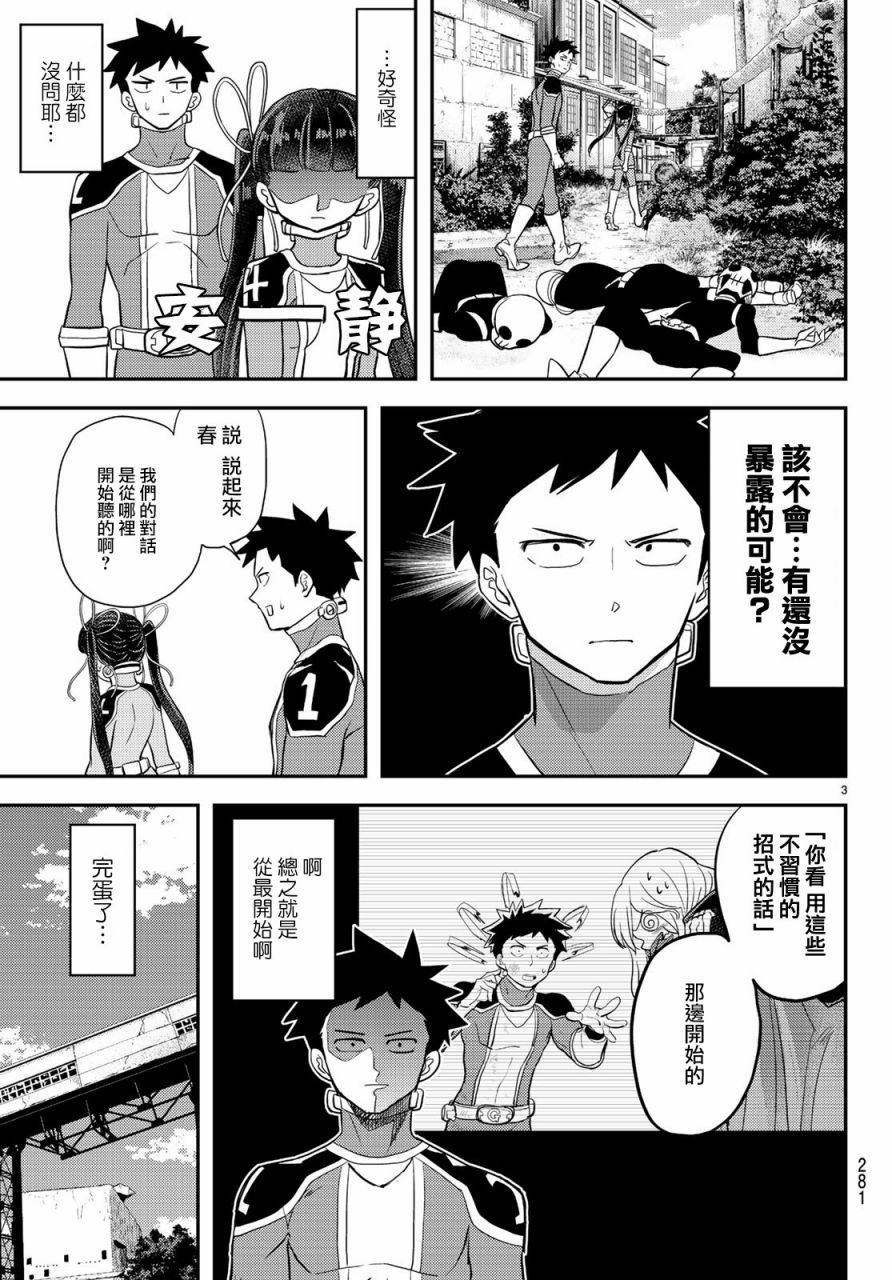 …好奇怪
什麼都
沒問耶…
安一静
該不會…有還沒
暴露的可能？
說 說起來
春
我們的對話
是從哪裡
開始聽的啊？
1
3
「你看 用這些
不習慣的
招式的話」
那邊開始的
啊
總之就是
從最開始啊
G
完蛋了…
281